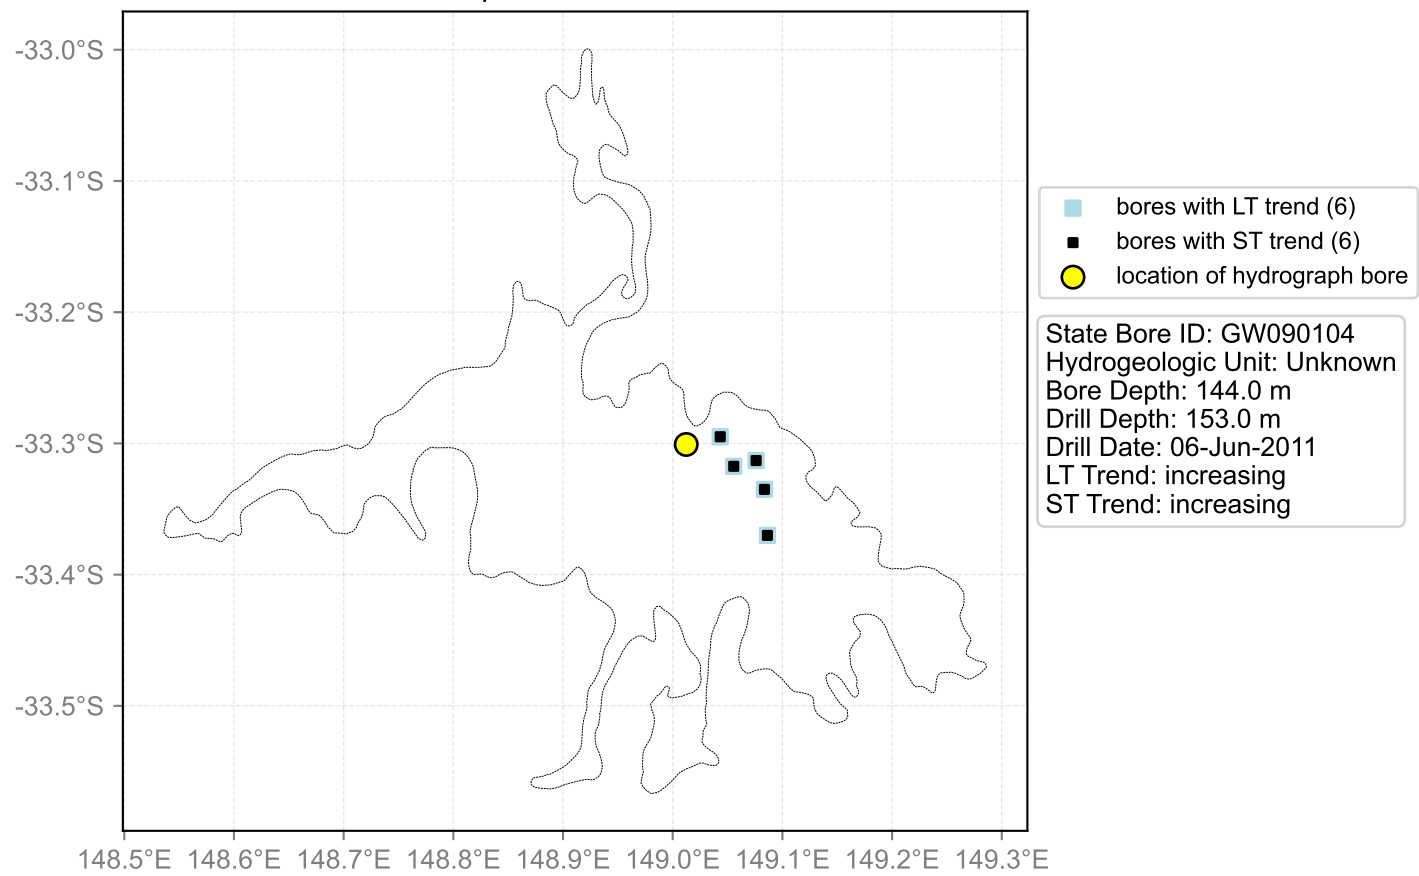 -33.0°S
-33.1°S
-33.2°S
-33.3°S
-33.4°S
-33.5°S
148.5°E 148.6°E 148.7°E 148.8°E 148.9°E 149.0°E 149.1°E 149.2°E 149.3°E
bores with LT trend (6)
bores with ST trend (6)
location of hydrograph bore
State Bore ID: GW090104
Hydrogeologic Unit: Unknown
Bore Depth: 144.0 m
Drill Depth: 153.0 m
Drill Date: 06-Jun-2011
LT Trend: increasing
ST Trend: increasing